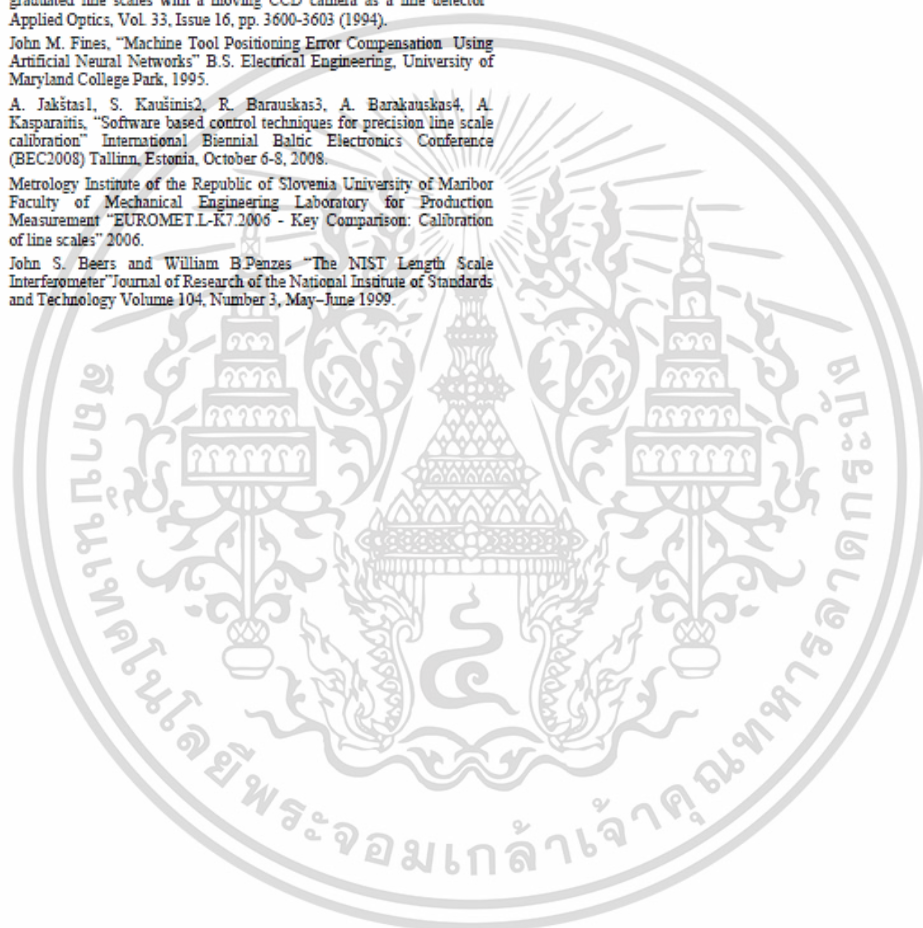 graduated line scales with a moving CCD camera as a line detector"
Applied Optics, Vol. 33, Issue 16, pp. 3600-3603 (1994).
John M. Fines, “Machine Tool Positioning Error Compensation Using
Artificial Neural Networks” B.S. Electrical Engineering, University of
Maryland College Park, 1995.
A. Jakštas1, S. Kaušinis2, R. Barauskas3, A. Barakauskas4, A.
Kasparaitis, “Software based control techniques for precision line scale
calibration” International Biennial Baltic Electronics Conference
(BEC2008) Tallinn, Estonia, October 6-8, 2008.
Metrology Institute of the Republic of Slovenia University of Maribor
Faculty of Mechanical Engineering Laboratory for Production
Measurement “EUROMET.L-K7.2006 - Key Comparison: Calibration
of line scales” 2006.
John S. Beers and William B.Penzes “The NIST Length Scale
Interferometer”Journal of Research of the National Institute of Standards
and Technology Volume 104, Number 3, May–June 1999.
สถาบันเทคโนโลยีพระจอมเกล้าเจ้าคุณทหารลาดกระบัง